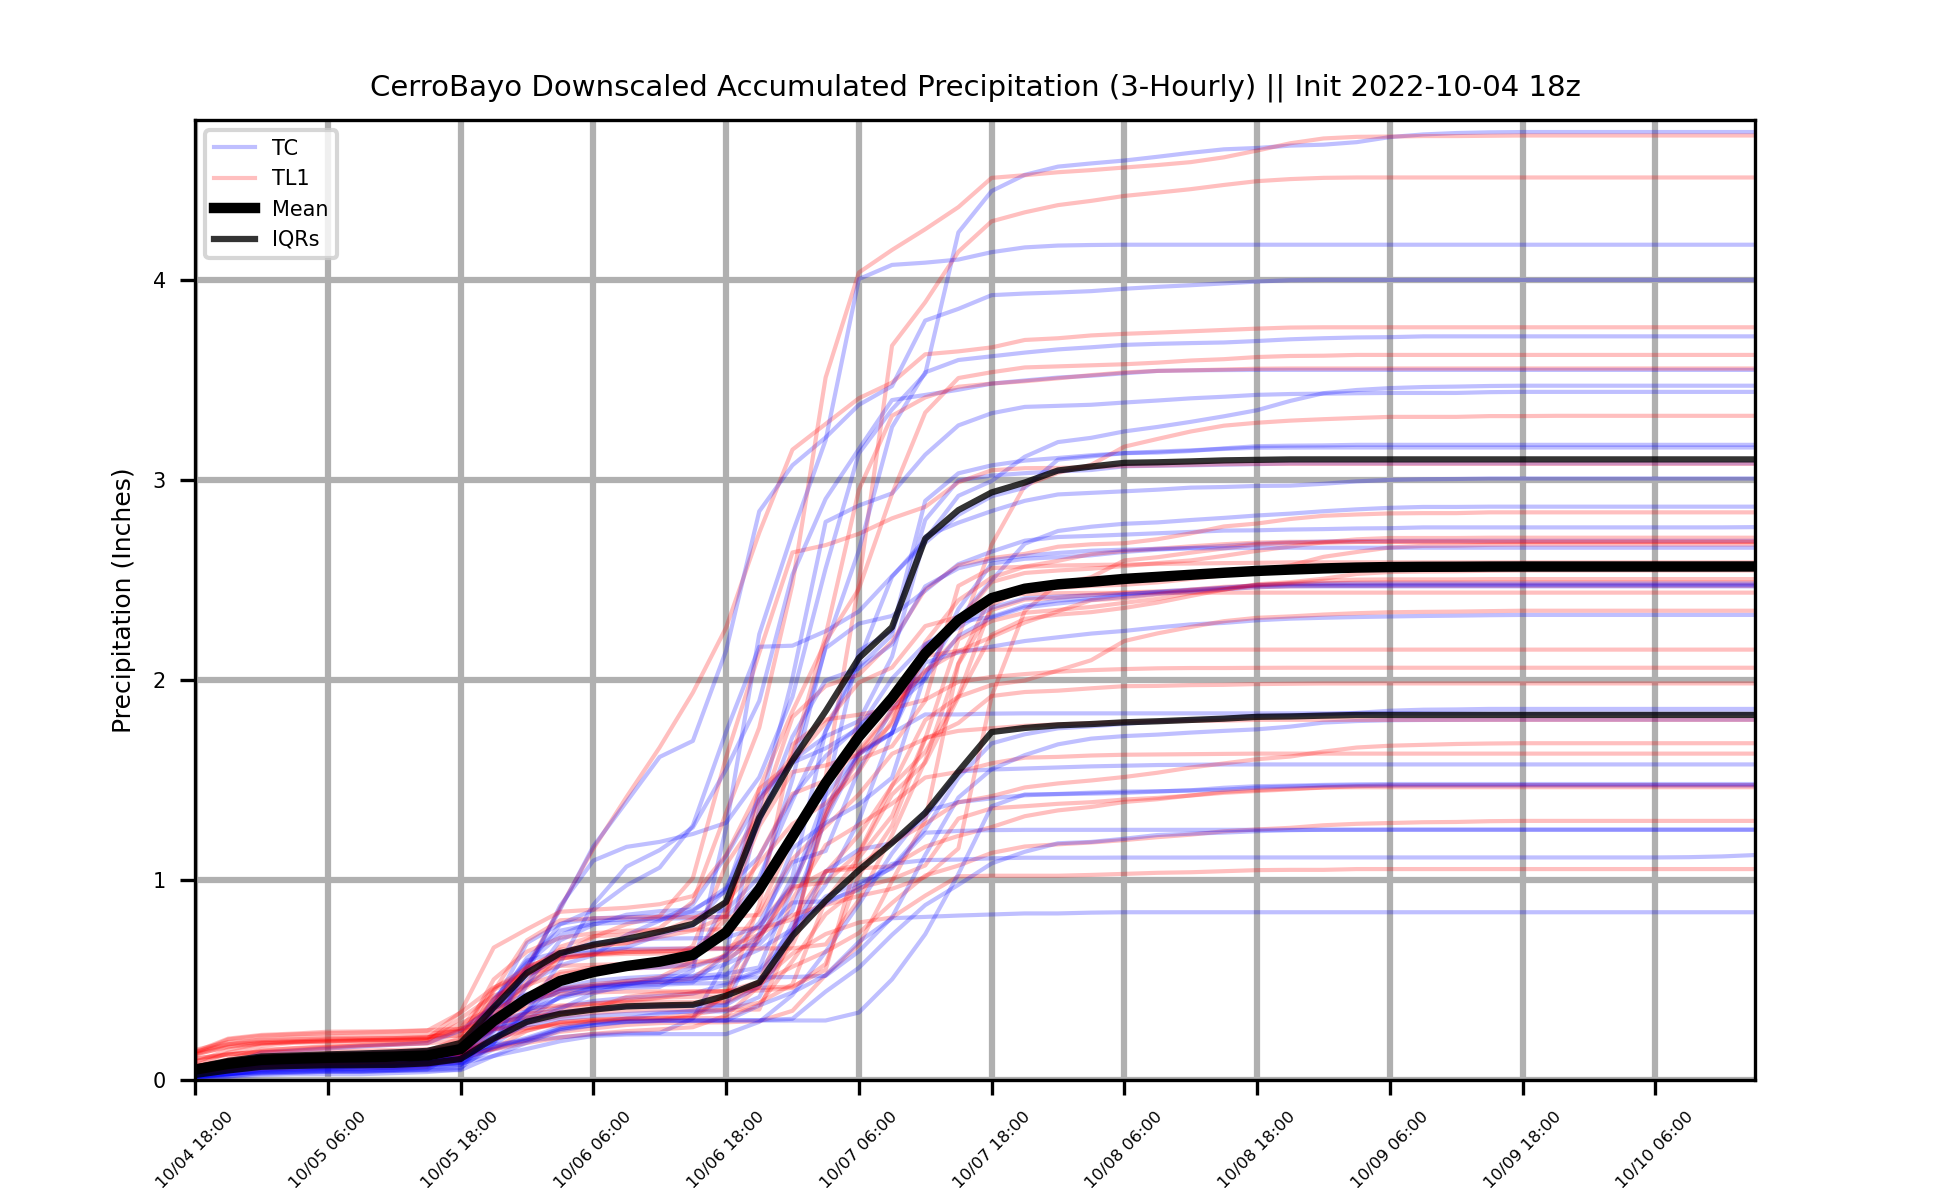 CerroBayo Downscaled Accumulated Precipitation (3-Hourly) || Init 2022-10-04 18z
TC
TL1
Mean
IQRs
Precipitation (Inches)
4
3
2
1
0
10/04 18:00
10/05 06:00
10/05 18:00
10/06 06:00
10/06 18:00
10/07 06:00
10/07 18:00
10/08 06:00
10/08 18:00
10/09 06:00
10/09 18:00
10/10 06:00